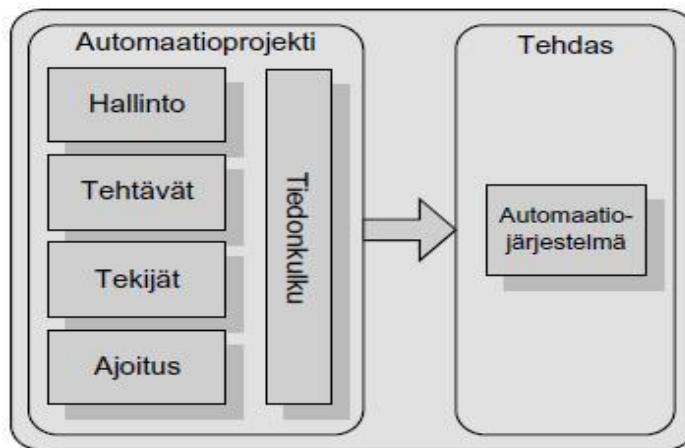 Automaatioprojekti
Hallinto
Tehtävät
Tekijät
Ajoitus
Tiedonkulku
Tehdas
Automaatio-
järjestelmä